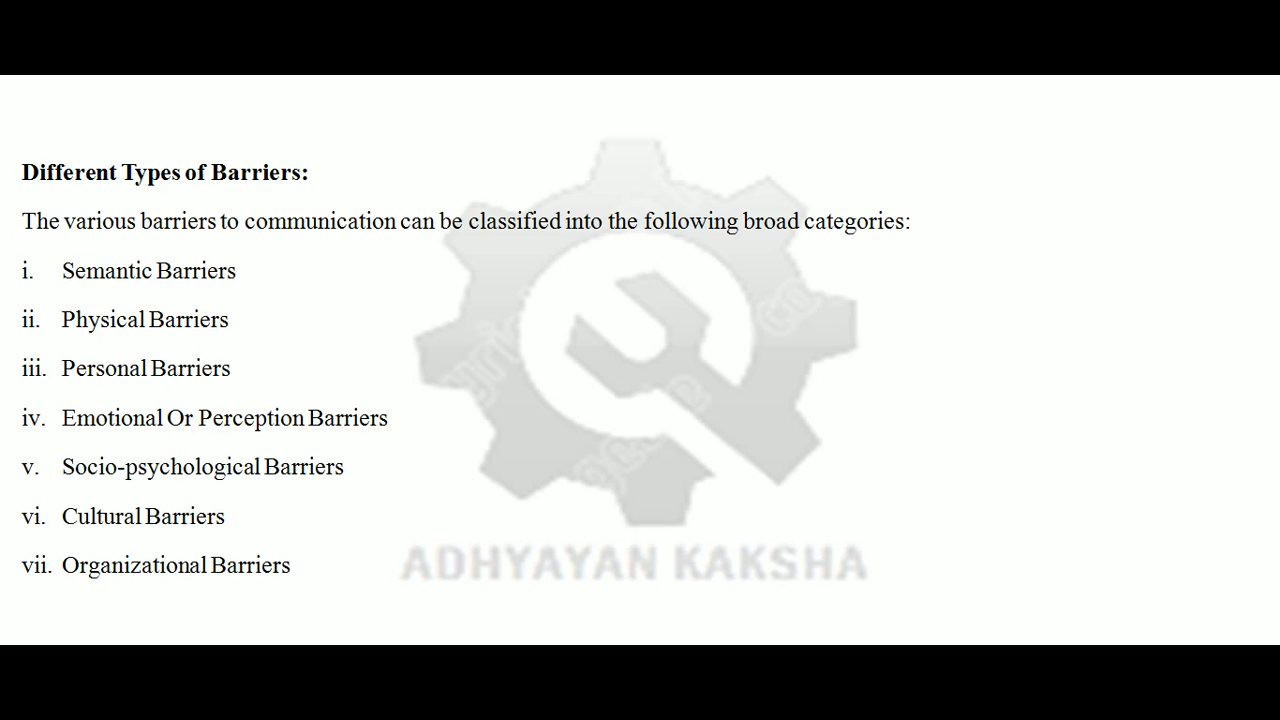 Different Types of Barriers:
The various barriers to communication can be classified into the following broad categories:
i. Semantic Barriers
ii. Physical Barriers
iii. Personal Barriers
iv. Emotional Or Perception Barriers
v. Socio-psychological Barriers
vi. Cultural Barriers
vii. Organizational Barriers
ADHYAYAN KAKSHA